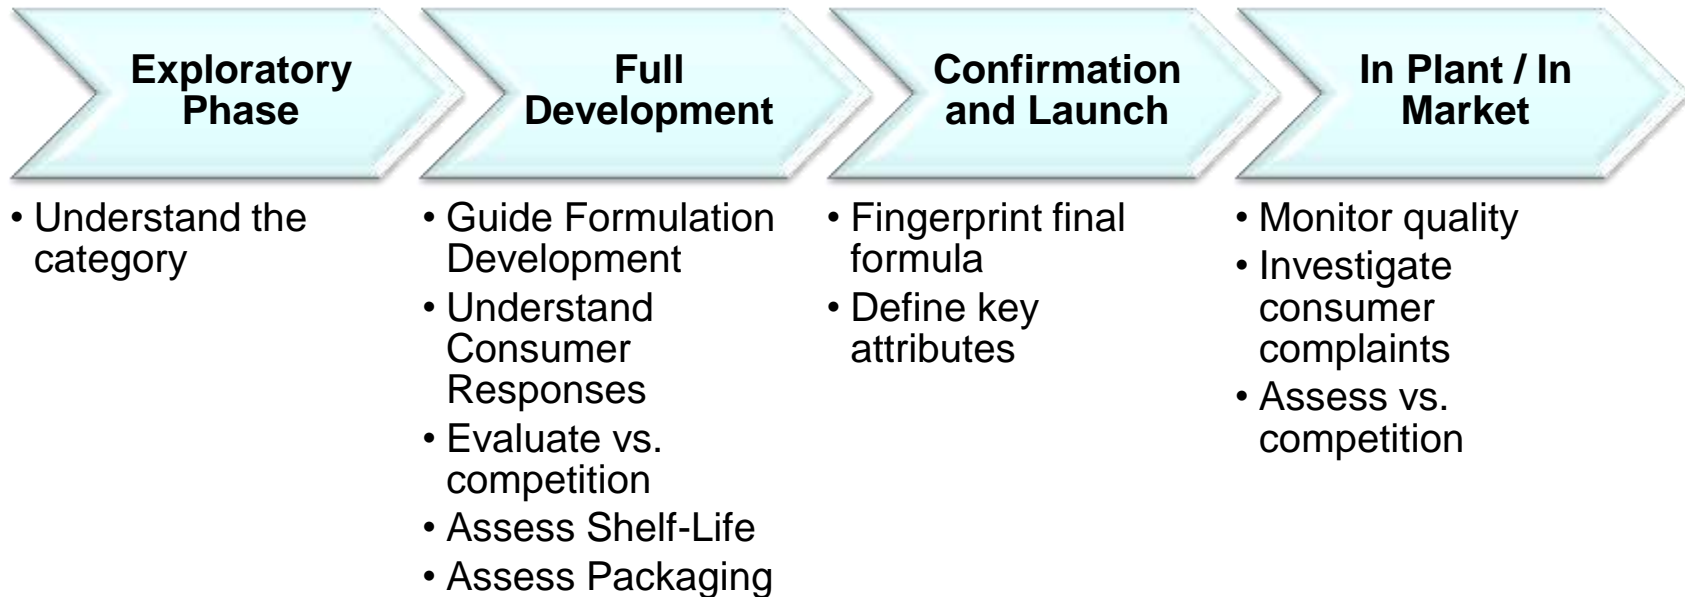 Exploratory
Phase
Full
Development
Confirmation
and Launch
In Plant / In
Market
• Understand the
category
• Guide Formulation
Development
• Understand
Consumer
Responses
• Evaluate vs.
competition
• Assess Shelf-Life
• Assess Packaging
• Fingerprint final
formula
• Define key
attributes
• Monitor quality
• Investigate
consumer
complaints
• Assess vs.
competition